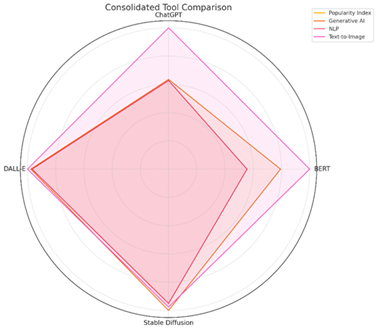 Consolidated Tool Comparison
ChatGPT
Popularity Index
Generative AI
NLP
Text-to-Image
DALL-E
BERT
Stable Diffusion